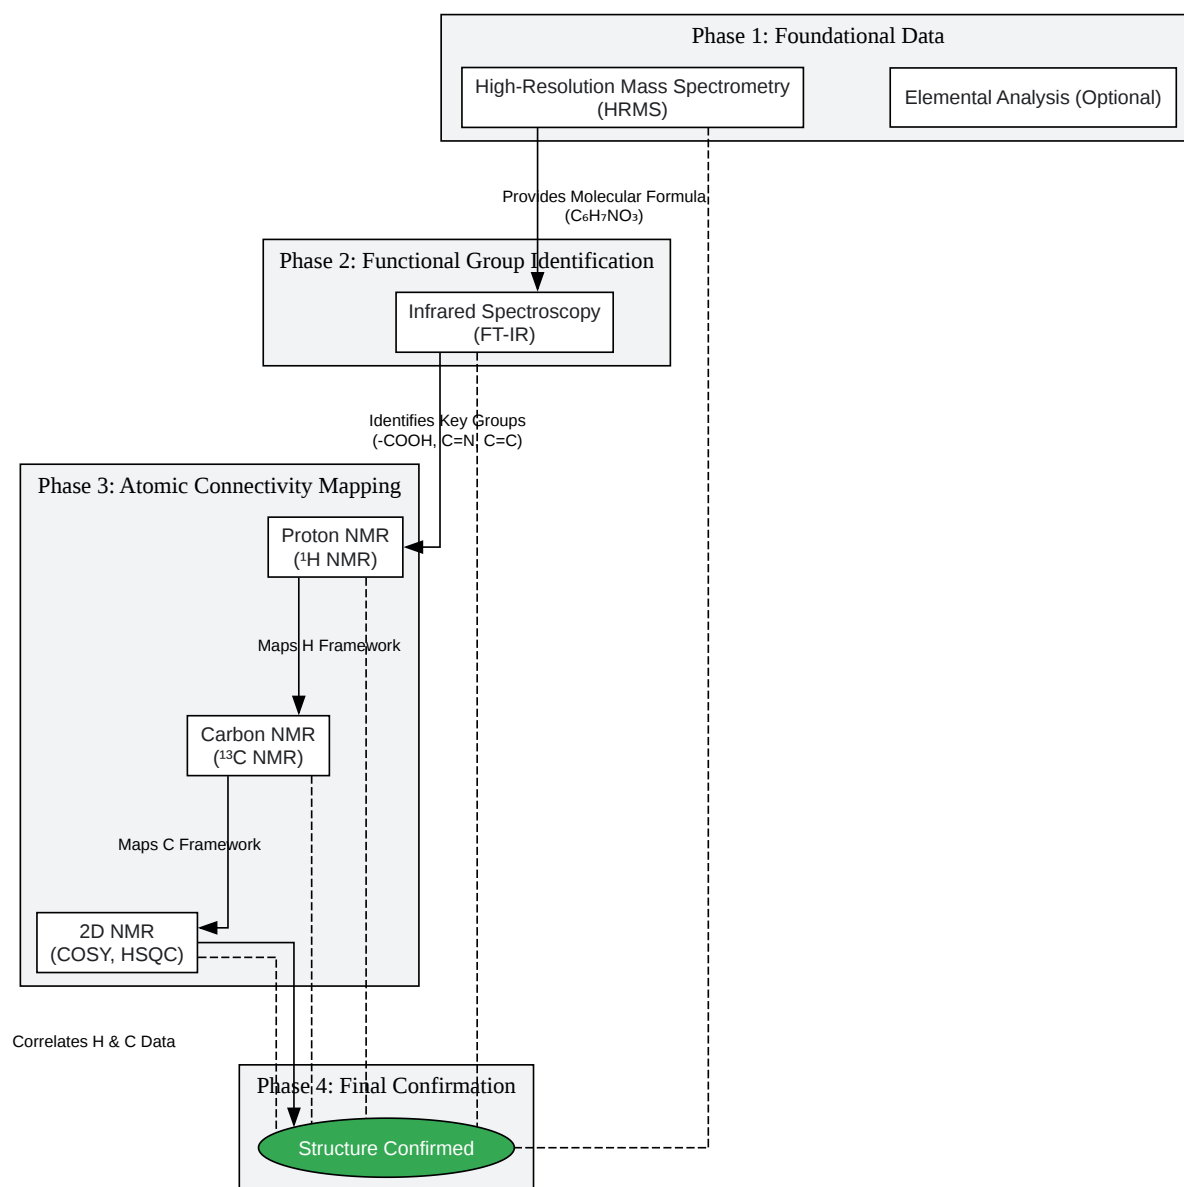 Phase 1: Foundational Data
High-Resolution Mass Spectrometry
(HRMS)
Elemental Analysis (Optional)
Provides Molecular Formula
(C₆H₇NO₃)
Phase 2: Functional Group Identification
Infrared Spectroscopy
(FT-IR)
Identifies Key Groups
(-COOH, C=N, C=C)
Phase 3: Atomic Connectivity Mapping
Proton NMR
(¹H NMR)
Maps H Framework
Carbon NMR
(¹³C NMR)
Maps C Framework
2D NMR
(COSY, HSQC)
Correlates H & C Data
Phase 4: Final Confirmation
Structure Confirmed